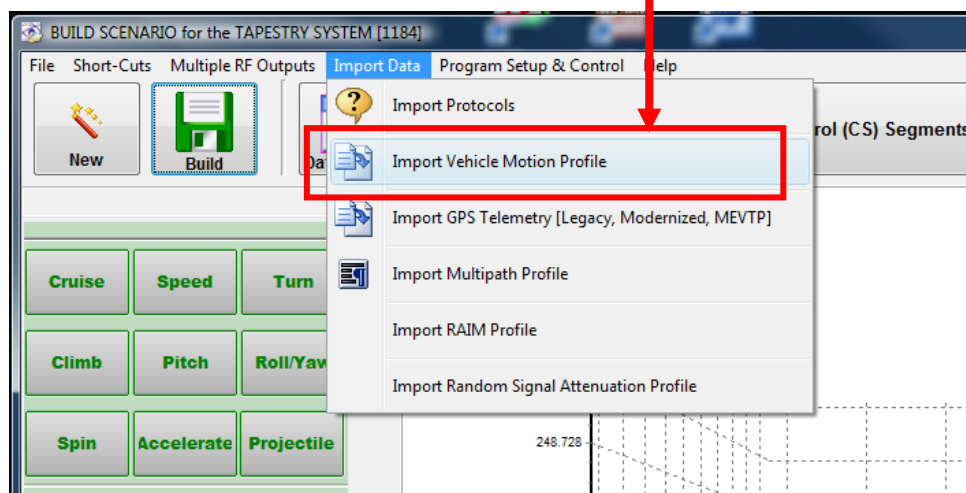 BUILD SCENARIO for the TAPESTRY SYSTEM [1184]
File Short-Cuts Multiple RF Outputs Import Data Program Setup & Control
New
Build
rol (CS) Segments
Import Protocols
Import Vehicle Motion Profile
Import GPS Telemetry [Legacy, Modernized, MEVTP]
Import Multipath Profile
Import RAIM Profile
Import Random Signal Attenuation Profile
Cruise
Speed
Turn
Climb
Pitch
Roll/Yaw
Spin
Accelerate
Projectile
248.728